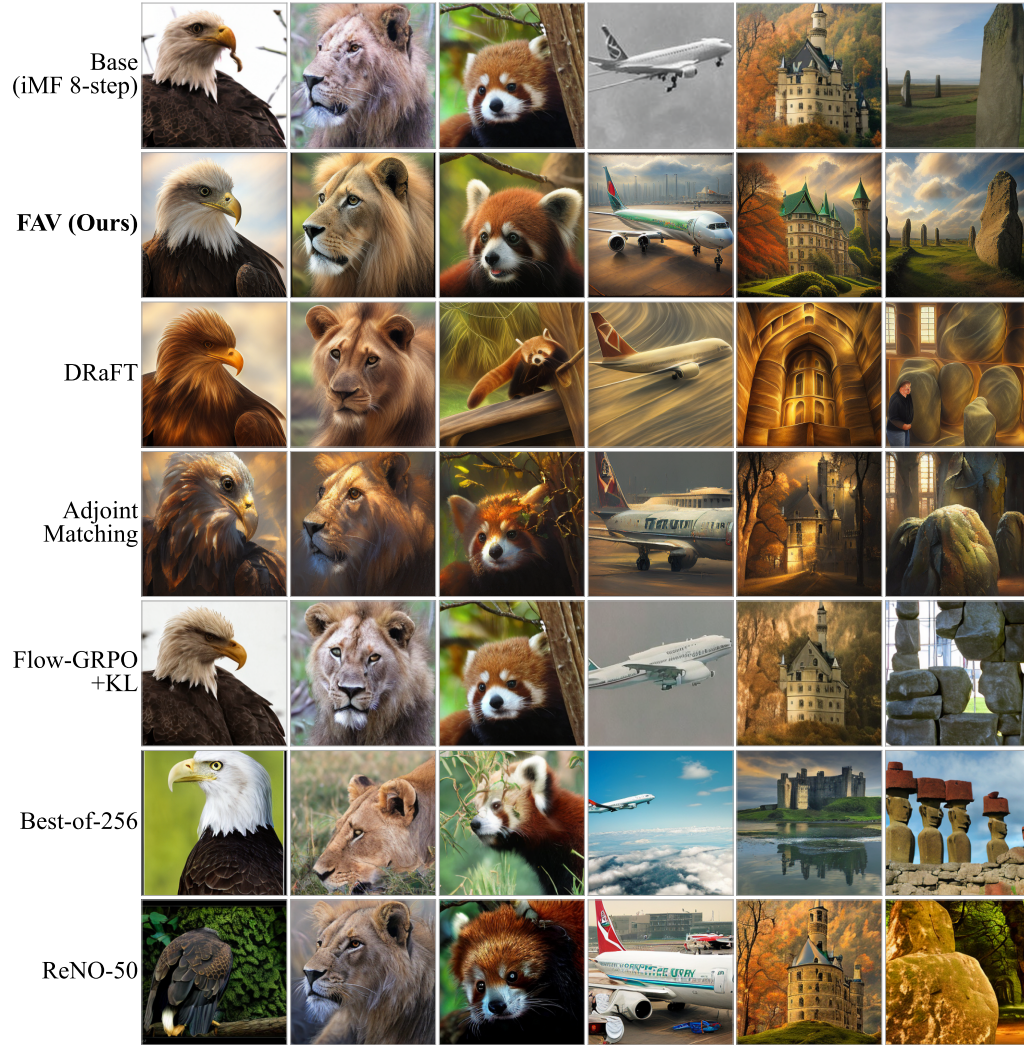 Base
(iMF 8-step)
FAV (Ours)
DRaFT
Adjoint
Matching
Flow-GRPO
+KL
Best-of-256
ReNO-50